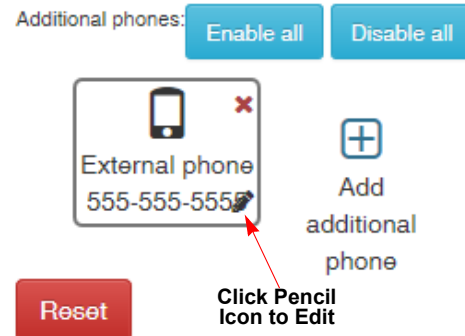 Additional phones:
Enable all
Disable all
External phone
555-555-5555
Add
additional
phone
Reset
Click Pencil
Icon to Edit